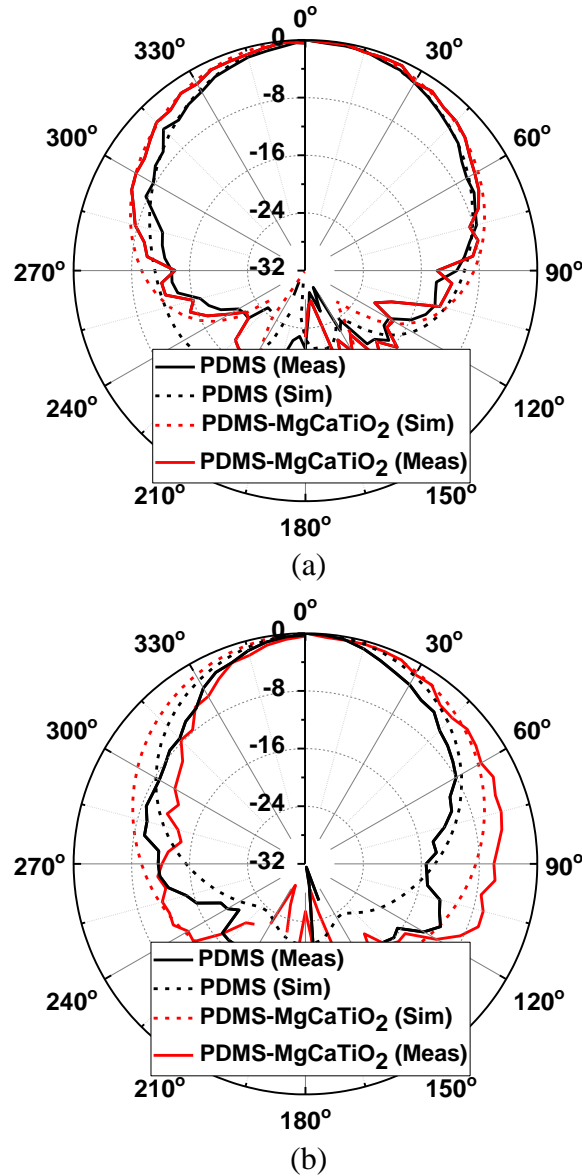 0°
330° 0 30°
-8
300° 60°
-16
-24
270° -32 90°
PDMS (Meas)
PDMS (Sim)
240° 120°
PDMS-MgCaTiO2 (Sim)
PDMS-MgCaTiO2 (Meas)
210° 150°
180°
(a)
0°
330° 0 30°
-8
300° 60°
-16
-24
270° -32 90°
PDMS (Meas)
PDMS (Sim)
240° 120°
PDMS-MgCaTiO2 (Sim)
PDMS-MgCaTiO2 (Meas)
210° 150°
180°
(b)